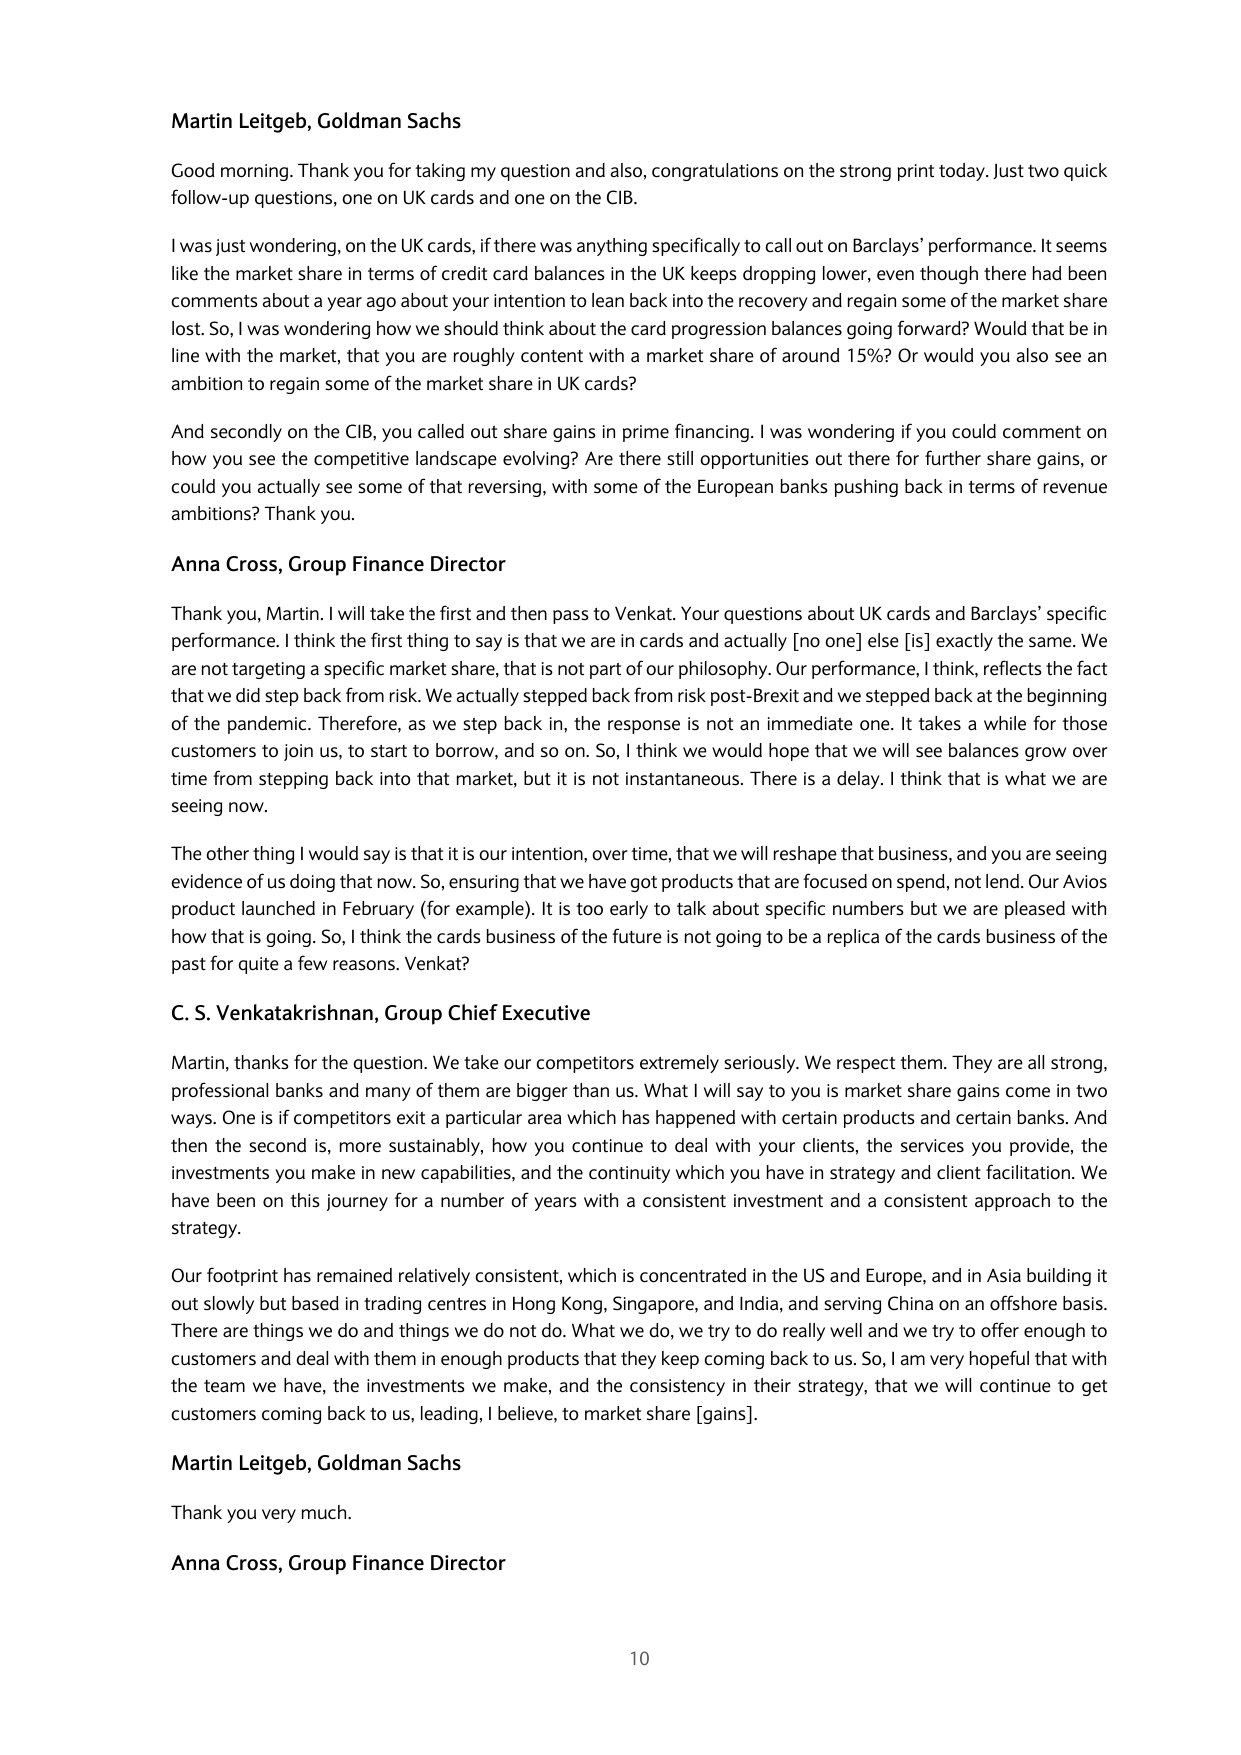 Martin Leitgeb, Goldman Sachs
Good morning. Thank you for taking my question and also, congratulations on the strong print today. Just two quick
follow-up questions, one on UK cards and one on the CIB.
I was just wondering, on the UK cards, if there was anything specifically to call out on Barclays’ performance. It seems
like the market share in terms of credit card balances in the UK keeps dropping lower, even though there had been
comments about a year ago about your intention to lean back into the recovery and regain some of the market share
lost. So, I was wondering how we should think about the card progression balances going forward? Would that be in
line with the market, that you are roughly content with a market share of around 15%? Or would you also see an
ambition to regain some of the market share in UK cards?
And secondly on the CIB, you called out share gains in prime financing. I was wondering if you could comment on
how you see the competitive landscape evolving? Are there still opportunities out there for further share gains, or
could you actually see some of that reversing, with some of the European banks pushing back in terms of revenue
ambitions? Thank you.
Anna Cross, Group Finance Director
Thank you, Martin. I will take the first and then pass to Venkat. Your questions about UK cards and Barclays’ specific
performance. I think the first thing to say is that we are in cards and actually [no one] else [is] exactly the same. We
are not targeting a specific market share, that is not part of our philosophy. Our performance, I think, reflects the fact
that we did step back from risk. We actually stepped back from risk post-Brexit and we stepped back at the beginning
of the pandemic. Therefore, as we step back in, the response is not an immediate one. It takes a while for those
customers to join us, to start to borrow, and so on. So, I think we would hope that we will see balances grow over
time from stepping back into that market, but it is not instantaneous. There is a delay. I think that is what we are
seeing now.
The other thing I would say is that it is our intention, over time, that we will reshape that business, and you are seeing
evidence of us doing that now. So, ensuring that we have got products that are focused on spend, not lend. Our Avios
product launched in February (for example). It is too early to talk about specific numbers but we are pleased with
how that is going. So, I think the cards business of the future is not going to be a replica of the cards business of the
past for quite a few reasons. Venkat?
C. S. Venkatakrishnan, Group Chief Executive
Martin, thanks for the question. We take our competitors extremely seriously. We respect them. They are all strong,
professional banks and many of them are bigger than us. What I will say to you is market share gains come in two
ways. One is if competitors exit a particular area which has happened with certain products and certain banks. And
then the second is, more sustainably, how you continue to deal with your clients, the services you provide, the
investments you make in new capabilities, and the continuity which you have in strategy and client facilitation. We
have been on this journey for a number of years with a consistent investment and a consistent approach to the
strategy.
Our footprint has remained relatively consistent, which is concentrated in the US and Europe, and in Asia building it
out slowly but based in trading centres in Hong Kong, Singapore, and India, and serving China on an offshore basis.
There are things we do and things we do not do. What we do, we try to do really well and we try to offer enough to
customers and deal with them in enough products that they keep coming back to us. So, I am very hopeful that with
the team we have, the investments we make, and the consistency in their strategy, that we will continue to get
customers coming back to us, leading, I believe, to market share [gains].
Martin Leitgeb, Goldman Sachs
Thank you very much.
Anna Cross, Group Finance Director
10